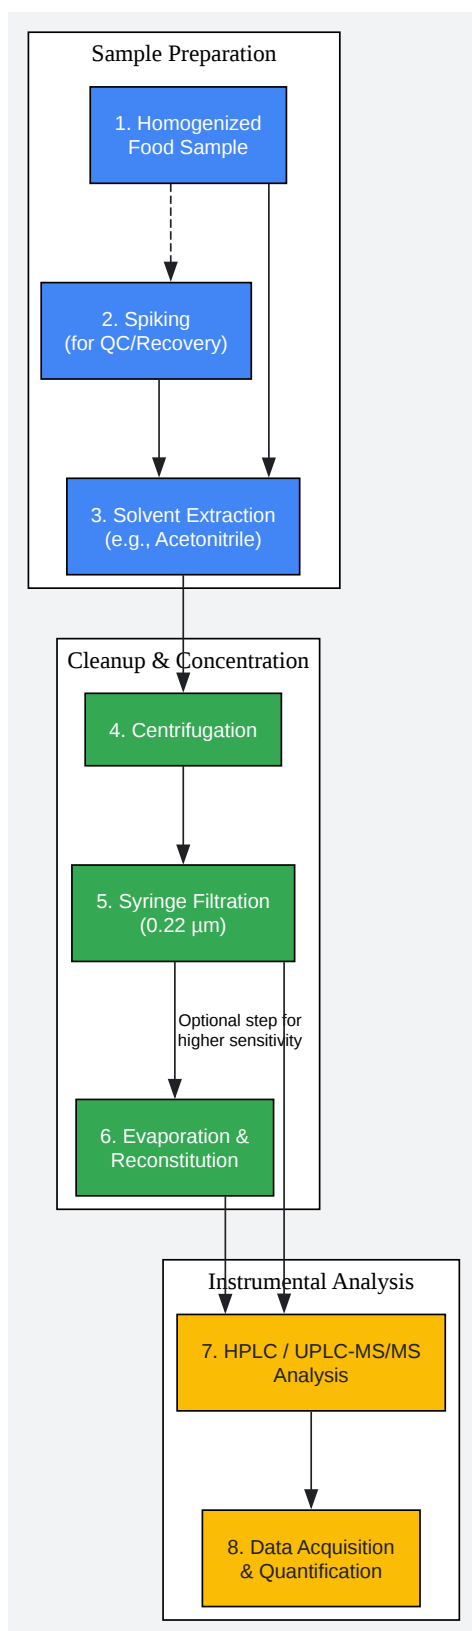 Sample Preparation
1. Homogenized
Food Sample
2. Spiking
(for QC/Recovery)
3. Solvent Extraction
(e.g., Acetonitrile)
Cleanup & Concentration
4. Centrifugation
5. Syringe Filtration
(0.22 µm)
Optional step for
higher sensitivity
6. Evaporation &
Reconstitution
Instrumental Analysis
7. HPLC / UPLC-MS/MS
Analysis
8. Data Acquisition
& Quantification